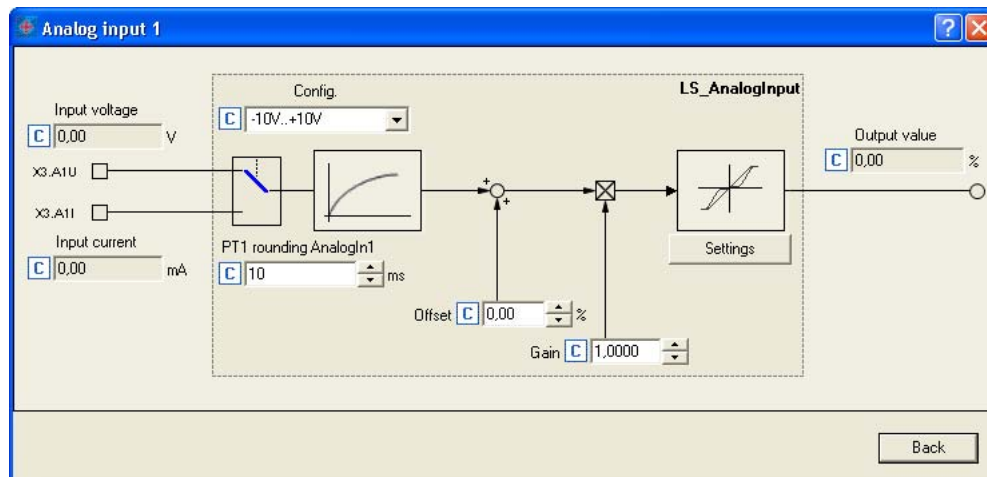 Analog input 1
Config.
LS_AnalogInput
Input voltage
C 0,00 V
C -10V..+10V
Output value
C 0,00 %
X3.A1U
X3.A1I
Input current
C 0,00 mA
PT1 rounding AnalogIn1
C 10 ms
Settings
+
+
Offset C 0,00 %
Gain C 1,0000
Back